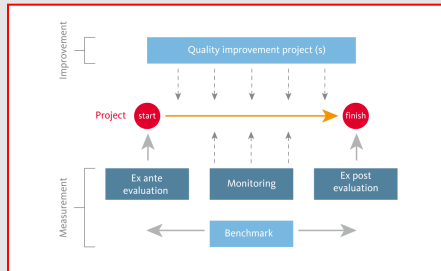 Improvement
Quality improvement project (s)
Project
start
finish
Measurement
Ex ante
evaluation
Monitoring
Ex post
evaluation
Benchmark